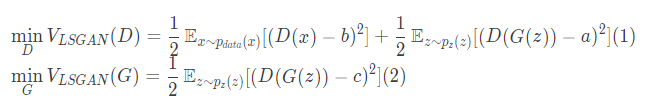 \min_D V_{LSGAN}(D) = \frac{1}{2} \mathbb{E}_{x \sim p_{data}(x)}[(D(x) - b)^2] + \frac{1}{2} \mathbb{E}_{z \sim p_z(z)}[(D(G(z)) - a)^2](1)
\min_G V_{LSGAN}(G) = \frac{1}{2} \mathbb{E}_{z \sim p_z(z)}[(D(G(z)) - c)^2](2)